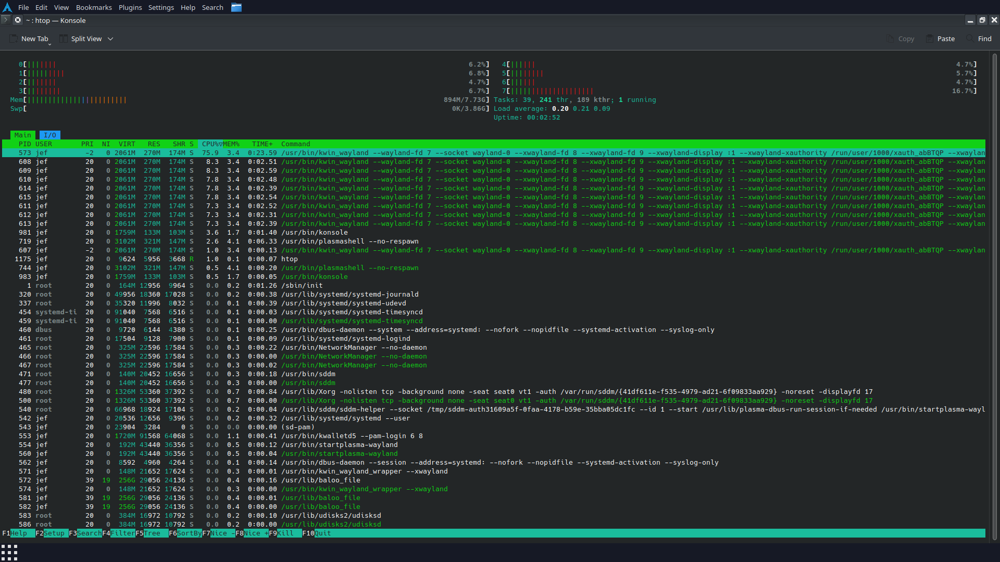 File Edit View Bookmarks Plugins Settings Help Search
~ : htop — Konsole
New Tab Split View Copy Paste Find
0[||||||| 6.2%] 4[|||||| 4.7%]
1[||||||||| 6.8%] 5[|||||||| 5.7%]
2[||||||| 4.7%] 6[|||||| 4.7%]
3[|||||||| 6.7%] 7[|||||||||||||||||||| 16.7%]
Mem[|||||||||||||||||||||||| 894M/7.73G] Tasks: 39, 241 thr, 189 kthr; 1 running
Swp[ 0K/3.86G] Load average: 0.20 0.21 0.09
Uptime: 00:02:52
Main I/O
PID USER PRI NI VIRT RES SHR S CPU%▽MEM% TIME+ Command
573 jef -2 0 2061M 270M 174M S 75.9 3.4 0:23.59 /usr/bin/kwin_wayland --wayland-fd 7 --socket wayland-0 --xwayland-fd 8 --xwayland-fd 9 --xwayland-display :1 --xwayland-xauthority /run/user/1000/xauth_abBTQP --xwaylan
608 jef 20 0 2061M 270M 174M S 8.3 3.4 0:02.51 /usr/bin/kwin_wayland --wayland-fd 7 --socket wayland-0 --xwayland-fd 8 --xwayland-fd 9 --xwayland-display :1 --xwayland-xauthority /run/user/1000/xauth_abBTQP --xwaylan
609 jef 20 0 2061M 270M 174M S 8.3 3.4 0:02.59 /usr/bin/kwin_wayland --wayland-fd 7 --socket wayland-0 --xwayland-fd 8 --xwayland-fd 9 --xwayland-display :1 --xwayland-xauthority /run/user/1000/xauth_abBTQP --xwaylan
610 jef 20 0 2061M 270M 174M S 7.8 3.4 0:02.48 /usr/bin/kwin_wayland --wayland-fd 7 --socket wayland-0 --xwayland-fd 8 --xwayland-fd 9 --xwayland-display :1 --xwayland-xauthority /run/user/1000/xauth_abBTQP --xwaylan
614 jef 20 0 2061M 270M 174M S 7.8 3.4 0:02.39 /usr/bin/kwin_wayland --wayland-fd 7 --socket wayland-0 --xwayland-fd 8 --xwayland-fd 9 --xwayland-display :1 --xwayland-xauthority /run/user/1000/xauth_abBTQP --xwaylan
615 jef 20 0 2061M 270M 174M S 7.8 3.4 0:02.54 /usr/bin/kwin_wayland --wayland-fd 7 --socket wayland-0 --xwayland-fd 8 --xwayland-fd 9 --xwayland-display :1 --xwayland-xauthority /run/user/1000/xauth_abBTQP --xwaylan
611 jef 20 0 2061M 270M 174M S 7.3 3.4 0:02.52 /usr/bin/kwin_wayland --wayland-fd 7 --socket wayland-0 --xwayland-fd 8 --xwayland-fd 9 --xwayland-display :1 --xwayland-xauthority /run/user/1000/xauth_abBTQP --xwaylan
612 jef 20 0 2061M 270M 174M S 7.3 3.4 0:02.31 /usr/bin/kwin_wayland --wayland-fd 7 --socket wayland-0 --xwayland-fd 8 --xwayland-fd 9 --xwayland-display :1 --xwayland-xauthority /run/user/1000/xauth_abBTQP --xwaylan
613 jef 20 0 2061M 270M 174M S 7.3 3.4 0:02.39 /usr/bin/kwin_wayland --wayland-fd 7 --socket wayland-0 --xwayland-fd 8 --xwayland-fd 9 --xwayland-display :1 --xwayland-xauthority /run/user/1000/xauth_abBTQP --xwaylan
981 jef 20 0 1759M 133M 103M S 3.6 1.7 0:01.40 /usr/bin/konsole
719 jef 20 0 3102M 321M 147M S 2.6 4.1 0:06.33 /usr/bin/plasmashell --no-respawn
607 jef -2 0 2061M 270M 174M S 1.0 3.4 0:00.13 /usr/bin/kwin_wayland --wayland-fd 7 --socket wayland-0 --xwayland-fd 8 --xwayland-fd 9 --xwayland-display :1 --xwayland-xauthority /run/user/1000/xauth_abBTQP --xwaylan
1175 jef 20 0 9624 5956 3668 R 1.0 0.1 0:00.07 htop
744 jef 20 0 3102M 321M 147M S 0.5 4.1 0:00.20 /usr/bin/plasmashell --no-respawn
983 jef 20 0 1759M 133M 103M S 0.5 1.7 0:00.05 /usr/bin/konsole
1 root 20 0 164M 12956 9964 S 0.0 0.2 0:01.26 /sbin/init
320 root 20 0 49956 18360 17028 S 0.0 0.2 0:00.38 /usr/lib/systemd/systemd-journald
337 root 20 0 35320 11996 8032 S 0.0 0.1 0:00.39 /usr/lib/systemd/systemd-udevd
454 systemd-ti 20 0 91040 7568 6516 S 0.0 0.1 0:00.03 /usr/lib/systemd/systemd-timesyncd
459 systemd-ti 20 0 91040 7568 6516 S 0.0 0.1 0:00.00 /usr/lib/systemd/systemd-timesyncd
460 dbus 20 0 9720 6144 4380 S 0.0 0.1 0:00.25 /usr/bin/dbus-daemon --system --address=systemd: --nofork --nopidfile --systemd-activation --syslog-only
461 root 20 0 17504 9128 7900 S 0.0 0.1 0:00.09 /usr/lib/systemd/systemd-logind
465 root 20 0 325M 22596 17584 S 0.0 0.3 0:00.22 /usr/bin/NetworkManager --no-daemon
466 root 20 0 325M 22596 17584 S 0.0 0.3 0:00.00 /usr/bin/NetworkManager --no-daemon
467 root 20 0 325M 22596 17584 S 0.0 0.3 0:00.02 /usr/bin/NetworkManager --no-daemon
471 root 20 0 140M 20452 16656 S 0.0 0.3 0:00.18 /usr/bin/sddm
477 root 20 0 140M 20452 16656 S 0.0 0.3 0:00.00 /usr/bin/sddm
480 root 20 0 1326M 53360 37392 S 0.0 0.7 0:00.84 /usr/lib/Xorg -nolisten tcp -background none -seat seat0 vt1 -auth /var/run/sddm/{41df611e-f535-4979-ad21-6f09833aa929} -noreset -displayfd 17
500 root 20 0 1326M 53360 37392 S 0.0 0.7 0:00.00 /usr/lib/Xorg -nolisten tcp -background none -seat seat0 vt1 -auth /var/run/sddm/{41df611e-f535-4979-ad21-6f09833aa929} -noreset -displayfd 17
540 root 20 0 66968 18924 17104 S 0.0 0.2 0:00.04 /usr/lib/sddm/sddm-helper --socket /tmp/sddm-auth31609a5f-0faa-4178-b59e-35bba05dc1fc --id 1 --start /usr/lib/plasma-dbus-run-session-if-needed /usr/bin/startplasma-wayl
542 jef 20 0 20536 12656 9396 S 0.0 0.2 0:00.32 /usr/lib/systemd/systemd --user
543 jef 20 0 23904 3284 0 S 0.0 0.0 0:00.00 (sd-pam)
553 jef 20 0 1720M 91568 64068 S 0.0 1.1 0:00.41 /usr/bin/kwalletd5 --pam-login 6 8
554 jef 20 0 192M 43440 36356 S 0.0 0.5 0:00.12 /usr/bin/startplasma-wayland
560 jef 20 0 192M 43440 36356 S 0.0 0.5 0:00.04 /usr/bin/startplasma-wayland
562 jef 20 0 8592 4960 4264 S 0.0 0.1 0:00.14 /usr/bin/dbus-daemon --session --address=systemd: --nofork --nopidfile --systemd-activation --syslog-only
571 jef 20 0 148M 21652 17624 S 0.0 0.3 0:00.01 /usr/bin/kwin_wayland_wrapper --xwayland
572 jef 39 19 256G 29056 24136 S 0.0 0.4 0:00.16 /usr/lib/baloo_file
574 jef 20 0 148M 21652 17624 S 0.0 0.3 0:00.00 /usr/bin/kwin_wayland_wrapper --xwayland
581 jef 39 19 256G 29056 24136 S 0.0 0.4 0:00.01 /usr/lib/baloo_file
582 jef 39 19 256G 29056 24136 S 0.0 0.4 0:00.00 /usr/lib/baloo_file
583 root 20 0 384M 16972 10792 S 0.0 0.2 0:00.10 /usr/lib/udisks2/udisksd
586 root 20 0 384M 16972 10792 S 0.0 0.2 0:00.00 /usr/lib/udisks2/udisksd
F1Help F2Setup F3SearchF4FilterF5Tree F6SortByF7Nice -F8Nice +F9Kill F10Quit